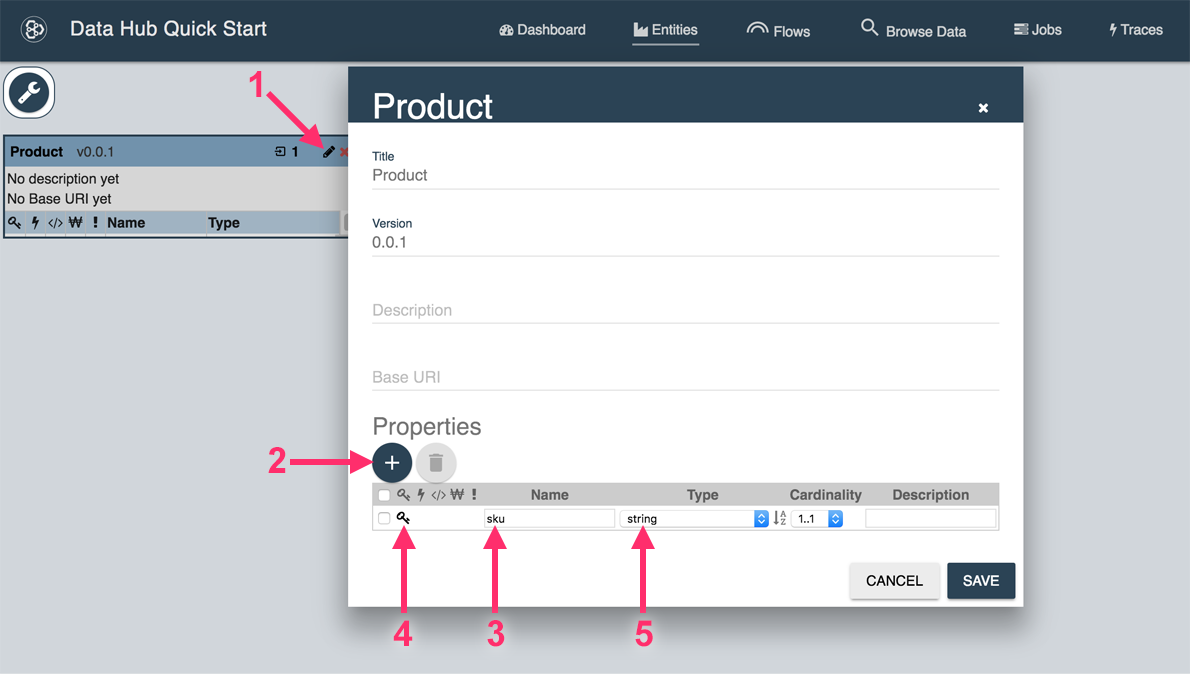 Data Hub Quick Start Dashboard Entities Flows Browse Data Jobs Traces
1
Product v0.0.1 1
No description yet
No Base URI yet
</> ₩ ! Name Type
Product
Title
Product
Version
0.0.1
Description
Base URI
Properties
2
</> ₩ ! Name Type Cardinality Description
sku string AZ 1..1
CANCEL SAVE
4 3 5